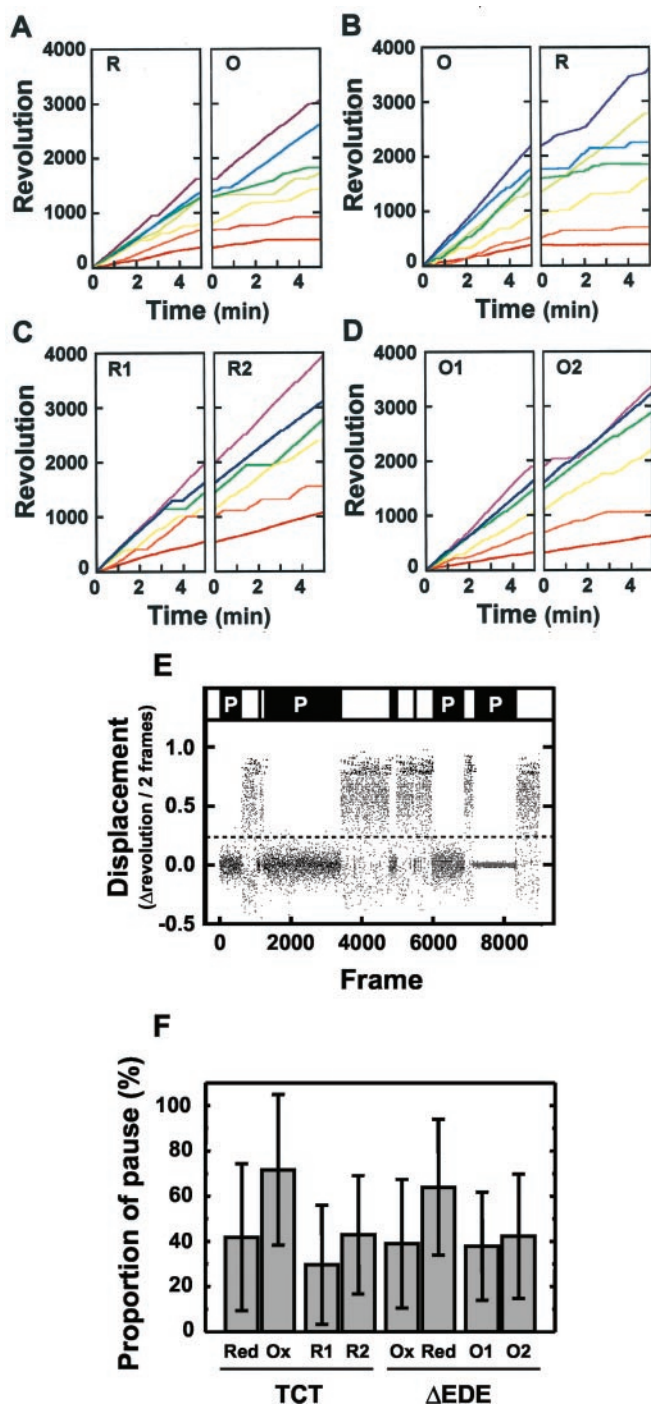 A
B
R
O
O
R
4000
3000
2000
1000
0
Revolution
0 2 4
0 2 4
Time (min)
4000
3000
2000
1000
0
Revolution
0 2 4
0 2 4
Time (min)
C
D
R1
R2
O1
O2
4000
3000
2000
1000
0
Revolution
0 2 4
0 2 4
Time (min)
4000
3000
2000
1000
0
Revolution
0 2 4
0 2 4
Time (min)
E
P P P P
1.0
0.5
0.0
-0.5
Displacement
(Δrevolution / 2 frames)
0 2000 4000 6000 8000
Frame
F
100
80
60
40
20
0
Proportion of pause (%)
Red Ox R1 R2 Ox Red O1 O2
TCT ΔEDE